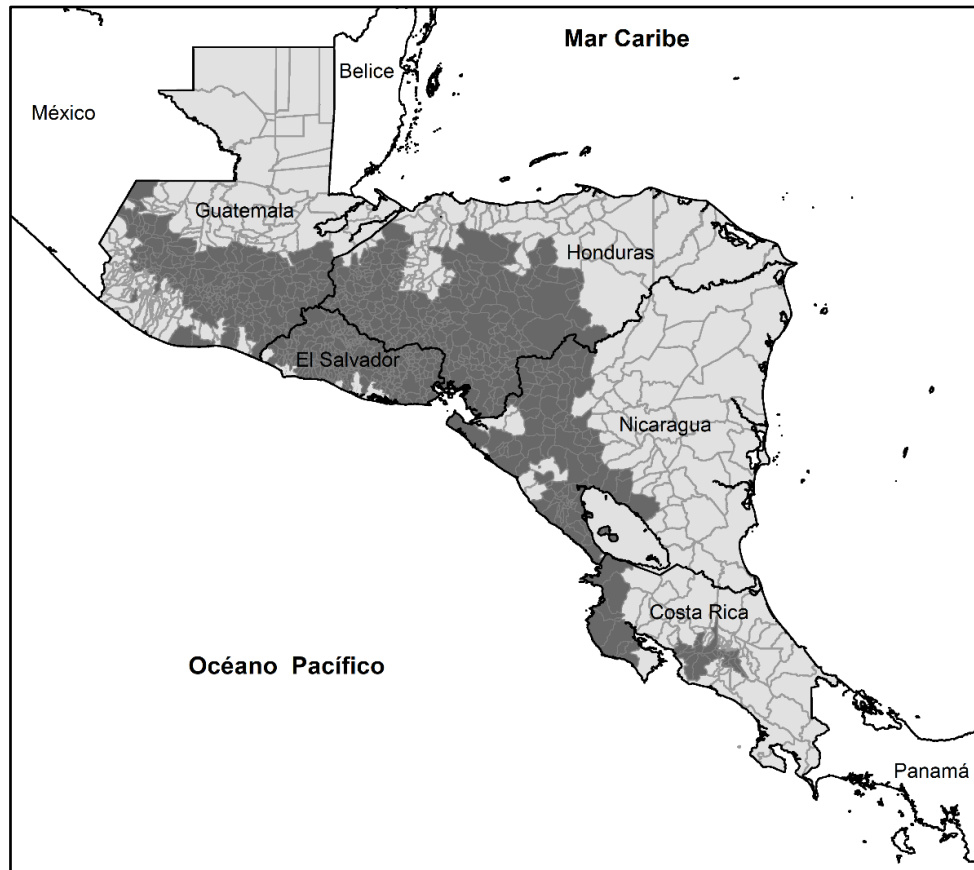 Mar Caribe
Belice
México
Guatemala
Honduras
El Salvador
Nicaragua
Costa Rica
Océano Pacífico
Panamá